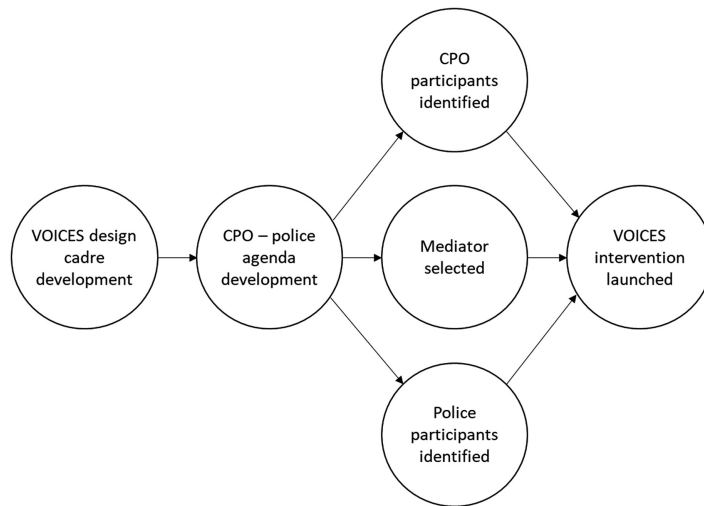 VOICES design
cadre
development
CPO – police
agenda
development
CPO
participants
identified
Mediator
selected
Police
participants
identified
VOICES
intervention
launched